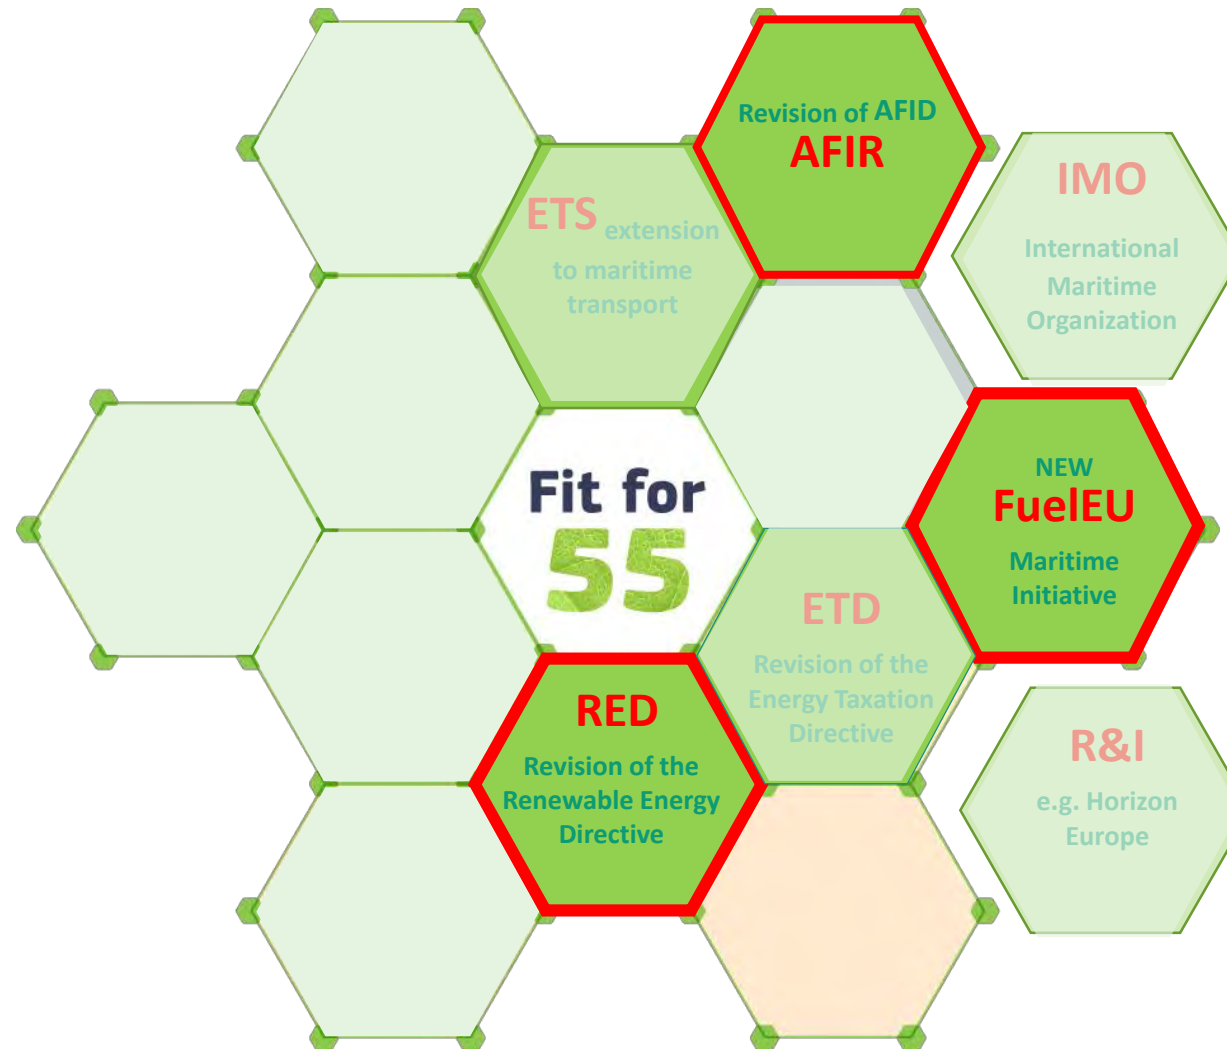 Revision of AFID
AFIR
IMO
International
Maritime
Organization
ETS extension
to maritime
transport
Fit for
55
NEW
FuelEU
Maritime
Initiative
ETD
Revision of the
Energy Taxation
Directive
RED
Revision of the
Renewable Energy
Directive
R&I
e.g. Horizon
Europe